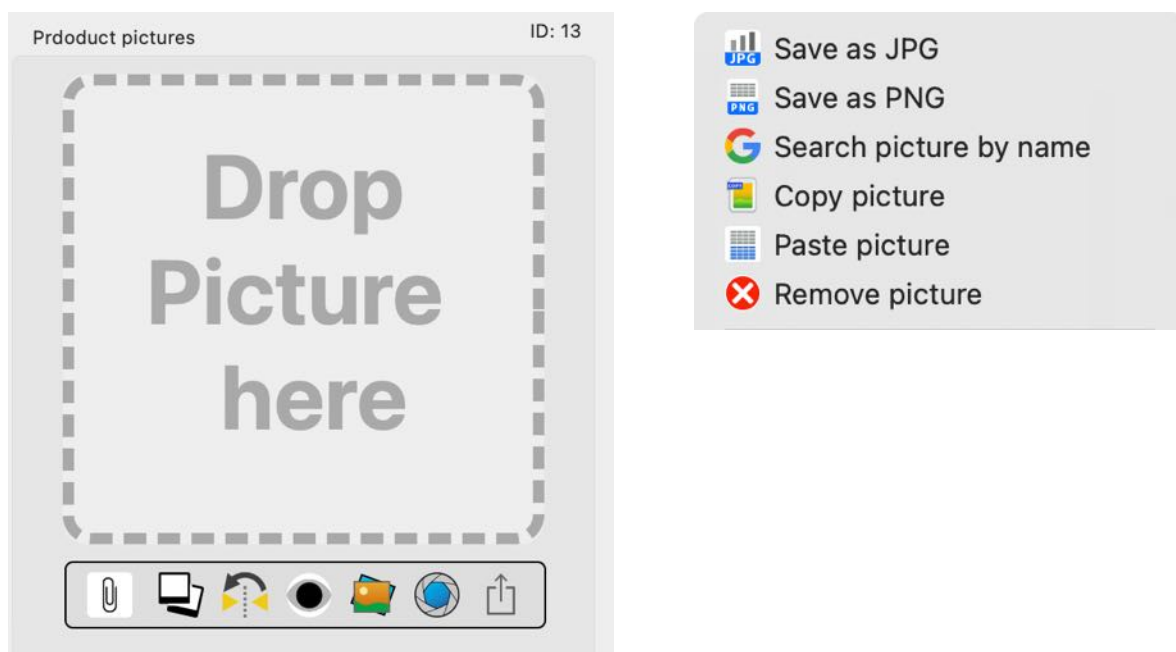 Prdoduct pictures
ID: 13
Drop
Picture
here
JPG
Save as JPG
PNG
Save as PNG
Search picture by name
COPY
Copy picture
Paste picture
Remove picture